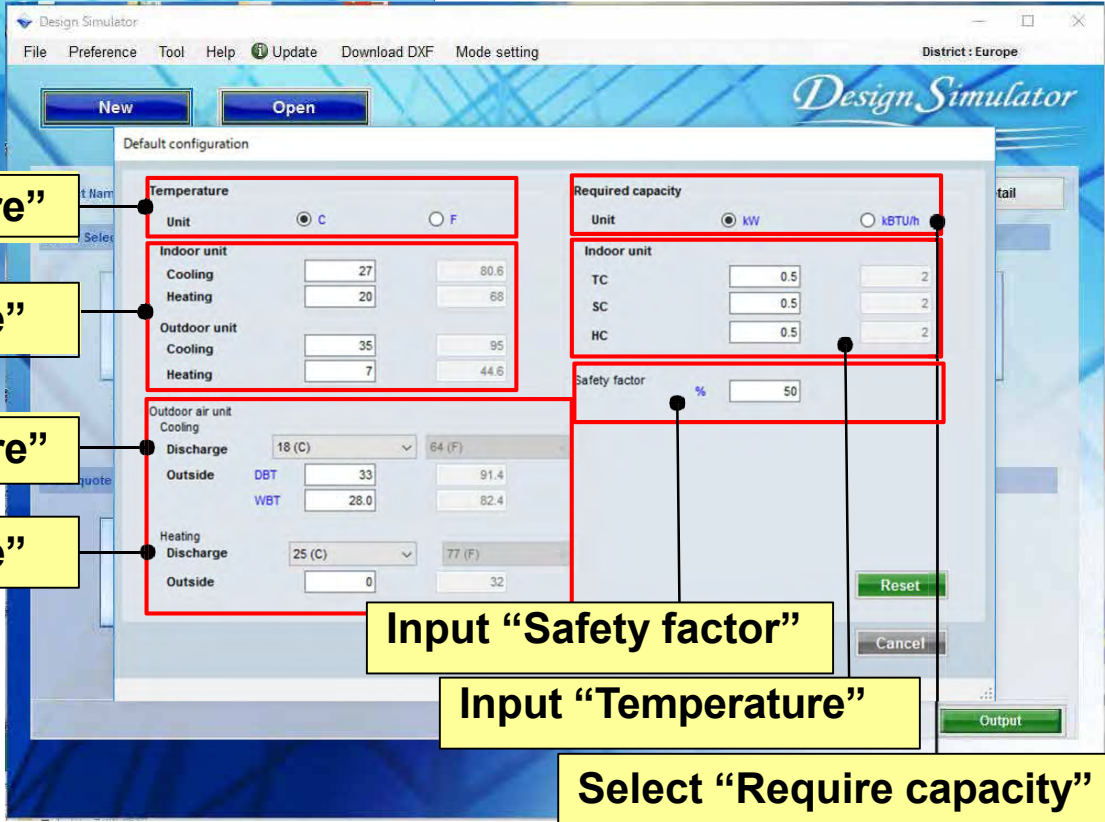 Design Simulator
File Preference Tool Help Update Download DXF Mode setting District : Europe
New Open Design Simulator
Default configuration
Temperature
Unit C F
Indoor unit
Cooling 27 80.6
Heating 20 68
Outdoor unit
Cooling 35 95
Heating 7 44.6
Outdoor air unit
Cooling
Discharge 18 (C) 64 (F)
Outside DBT 33 91.4
WBT 28.0 82.4
Heating
Discharge 25 (C) 77 (F)
Outside 0 32
Required capacity
Unit kW kBTU/h
Indoor unit
TC 0.5 2
SC 0.5 2
HC 0.5 2
Safety factor % 50
Reset
Cancel
Output
t Nam
Selec
quote
tail
re”
e”
re”
e”
Input “Safety factor”
Input “Temperature”
Select “Require capacity”